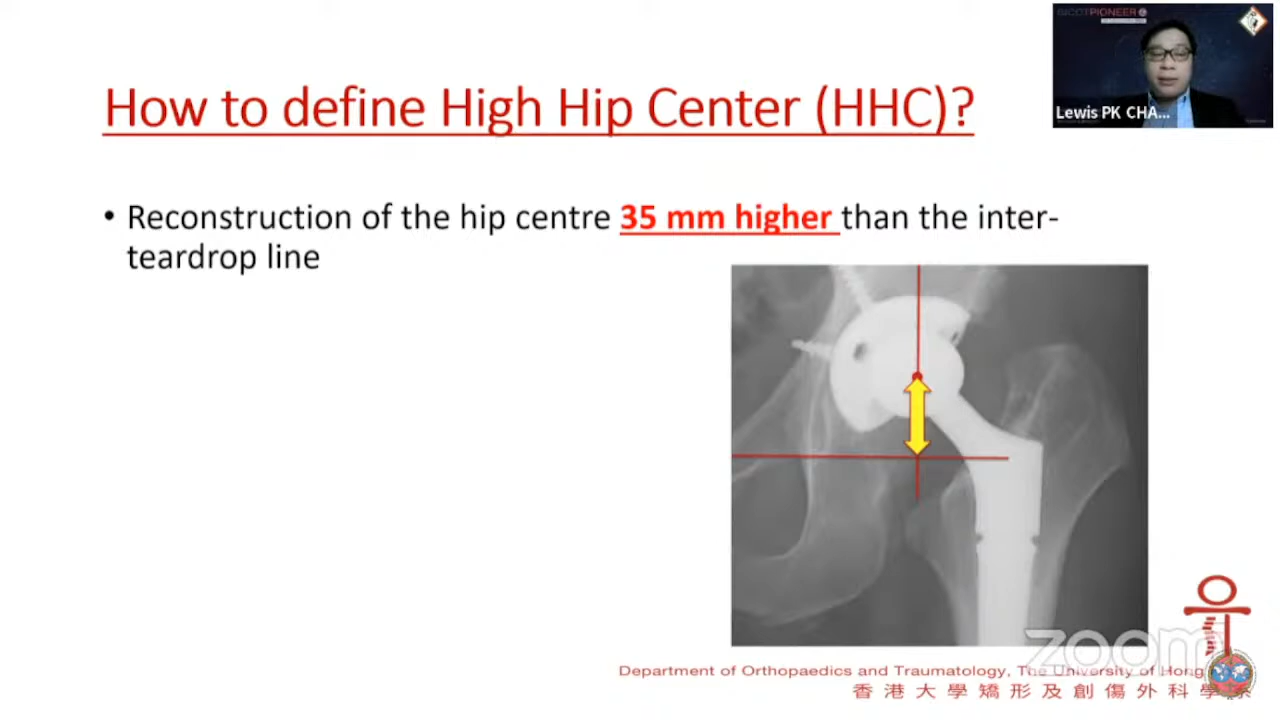 How to define High Hip Center (HHC)?
• Reconstruction of the hip centre 35 mm higher than the inter-
teardrop line
PIONEER
Lewis PK CHA...
zoom
Department of Orthopaedics and Traumatology, The University of Hong
香港大學矯形及創傷外科學系